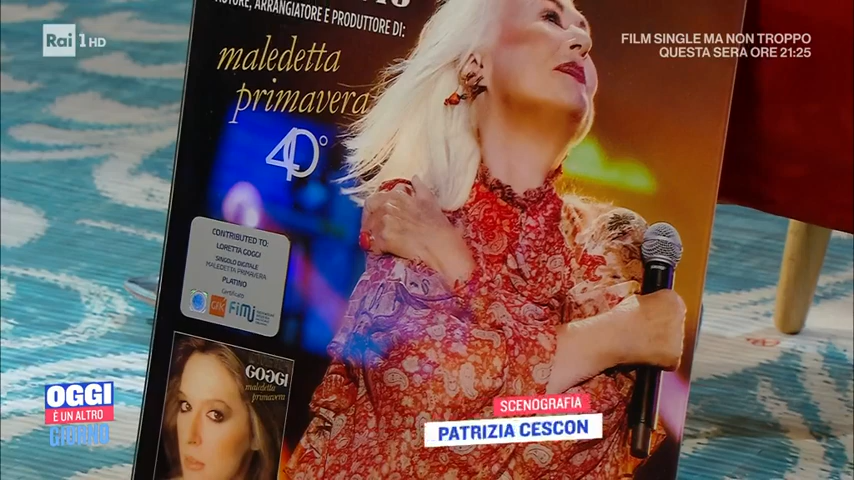 Rai 1 HD
FILM SINGLE MA NON TROPPO
QUESTA SERA ORE 21:25
AUTORE, ARRANGIATORE E PRODUTTORE DI:
maledetta
primavera
40°
CONTRIBUTED TO:
LORETTA GOGGI
SINGOLO DIGITALE
MALEDETTA PRIMAVERA
PLATINO
Certificati
GfK FIMI
GOGGI
maledetta
primavera
OGGI
È UN ALTRO
GIORNO
SCENOGRAFIA
PATRIZIA CESCON